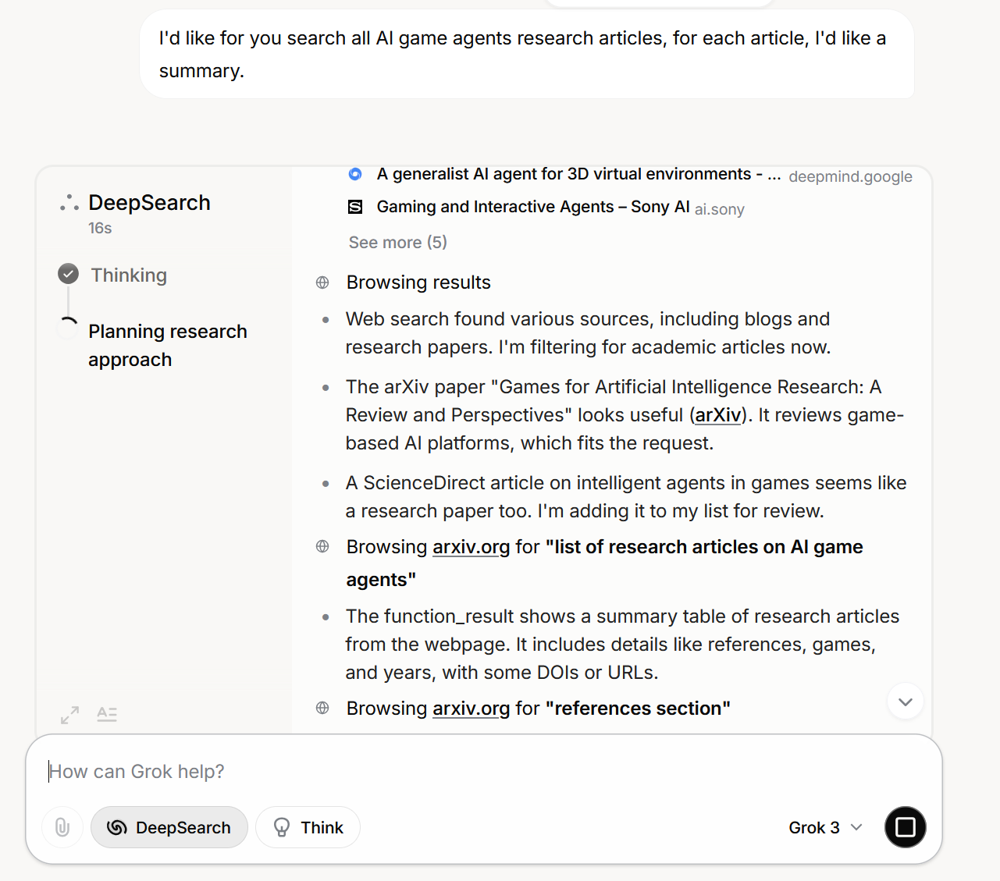 I'd like for you search all AI game agents research articles, for each article, I'd like a
summary.
DeepSearch
16s
Thinking
Planning research
approach
A generalist AI agent for 3D virtual environments - ... deepmind.google
Gaming and Interactive Agents – Sony AI ai.sony
See more (5)
Browsing results
Web search found various sources, including blogs and
research papers. I'm filtering for academic articles now.
The arXiv paper "Games for Artificial Intelligence Research: A
Review and Perspectives" looks useful (arXiv). It reviews game-
based AI platforms, which fits the request.
A ScienceDirect article on intelligent agents in games seems like
a research paper too. I'm adding it to my list for review.
Browsing arxiv.org for "list of research articles on AI game
agents"
The function_result shows a summary table of research articles
from the webpage. It includes details like references, games,
and years, with some DOIs or URLs.
Browsing arxiv.org for "references section"
How can Grok help?
DeepSearch
Think
Grok 3